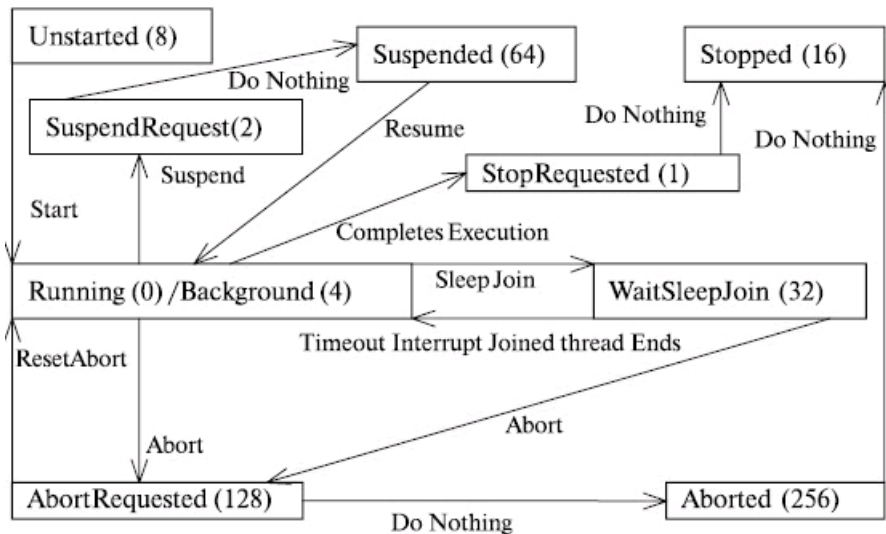 Unstarted (8)
Suspended (64)
Stopped (16)
Do Nothing
SuspendRequest(2)
Resume
Do Nothing
Do Nothing
Suspend
StopRequested (1)
Start
Completes Execution
Running (0) /Background (4)
SleepJoin
WaitSleepJoin (32)
Timeout Interrupt Joined thread Ends
ResetAbort
Abort
Abort
AbortRequested (128)
Do Nothing
Aborted (256)